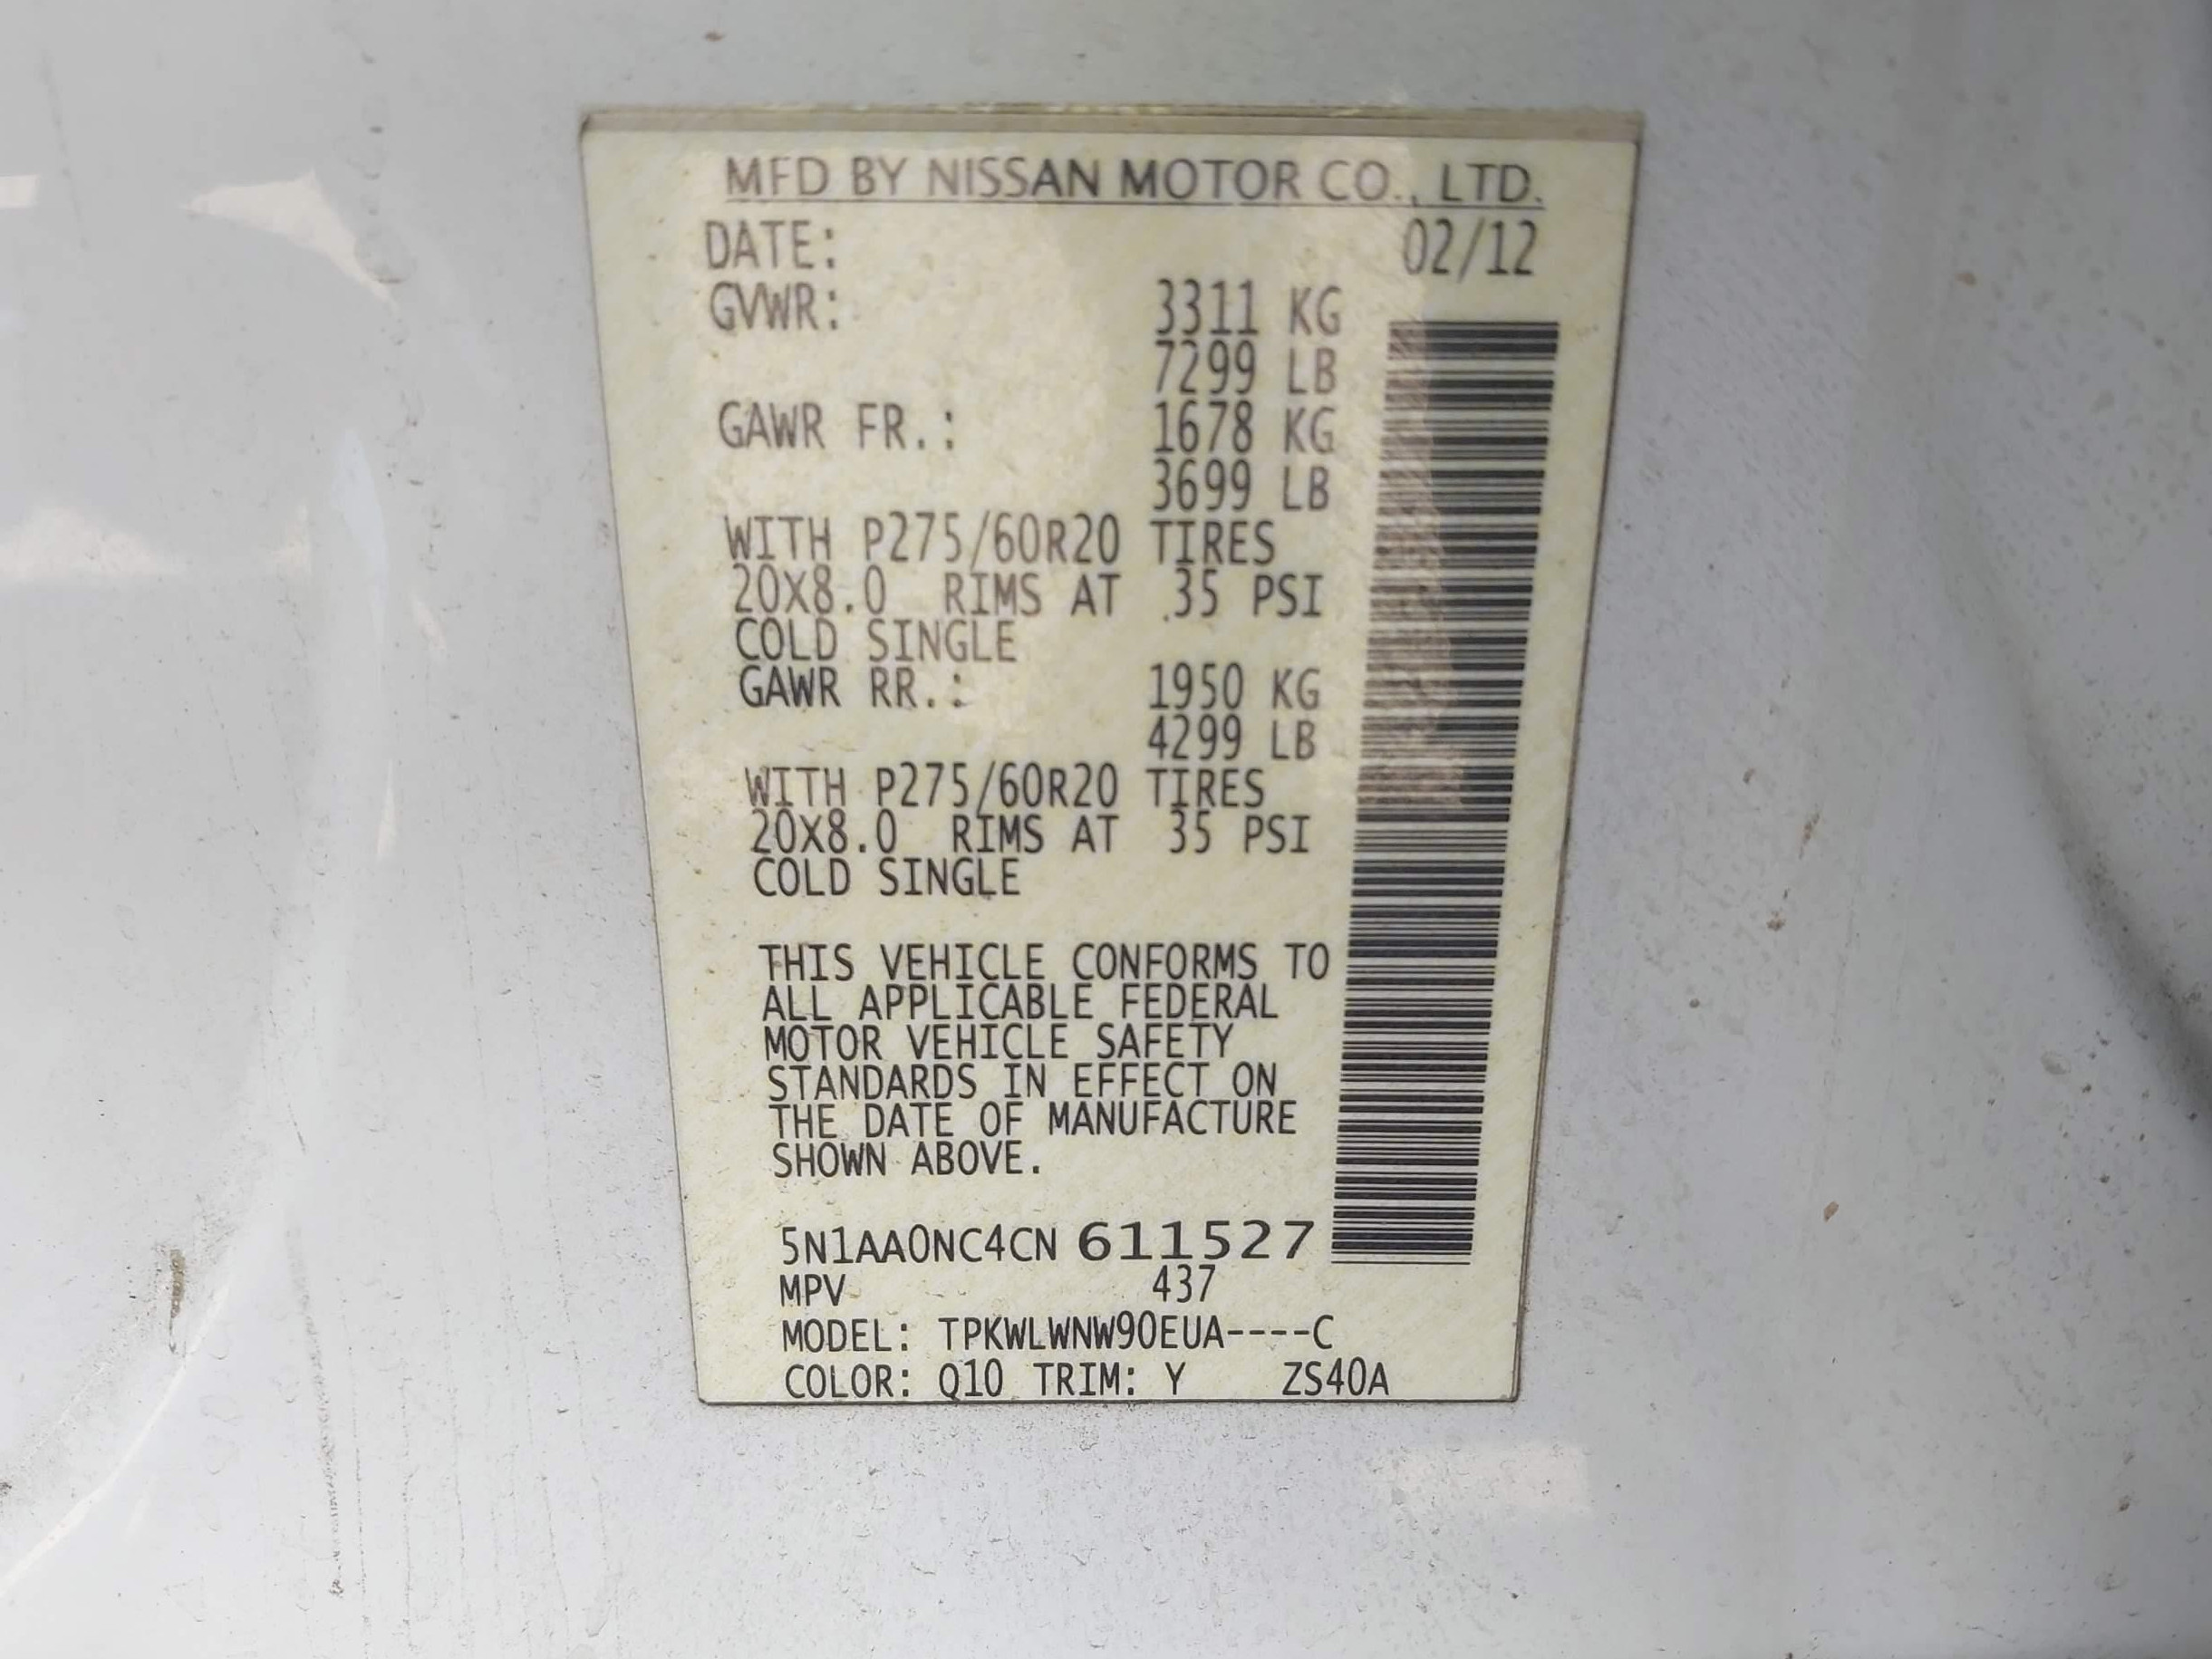 MFD BY NISSAN MOTOR CO., LTD.
DATE: 02/12
GVWR: 3311 KG
7299 LB
GAWR FR.: 1678 KG
3699 LB
WITH P275/60R20 TIRES
20X8.0 RIMS AT 35 PSI
COLD SINGLE
GAWR RR.: 1950 KG
4299 LB
WITH P275/60R20 TIRES
20X8.0 RIMS AT 35 PSI
COLD SINGLE
THIS VEHICLE CONFORMS TO
ALL APPLICABLE FEDERAL
MOTOR VEHICLE SAFETY
STANDARDS IN EFFECT ON
THE DATE OF MANUFACTURE
SHOWN ABOVE.
5N1AA0NC4CN 611527
MPV 437
MODEL: TPKWLWNW90EUA----C
COLOR: Q10 TRIM: Y ZS40A